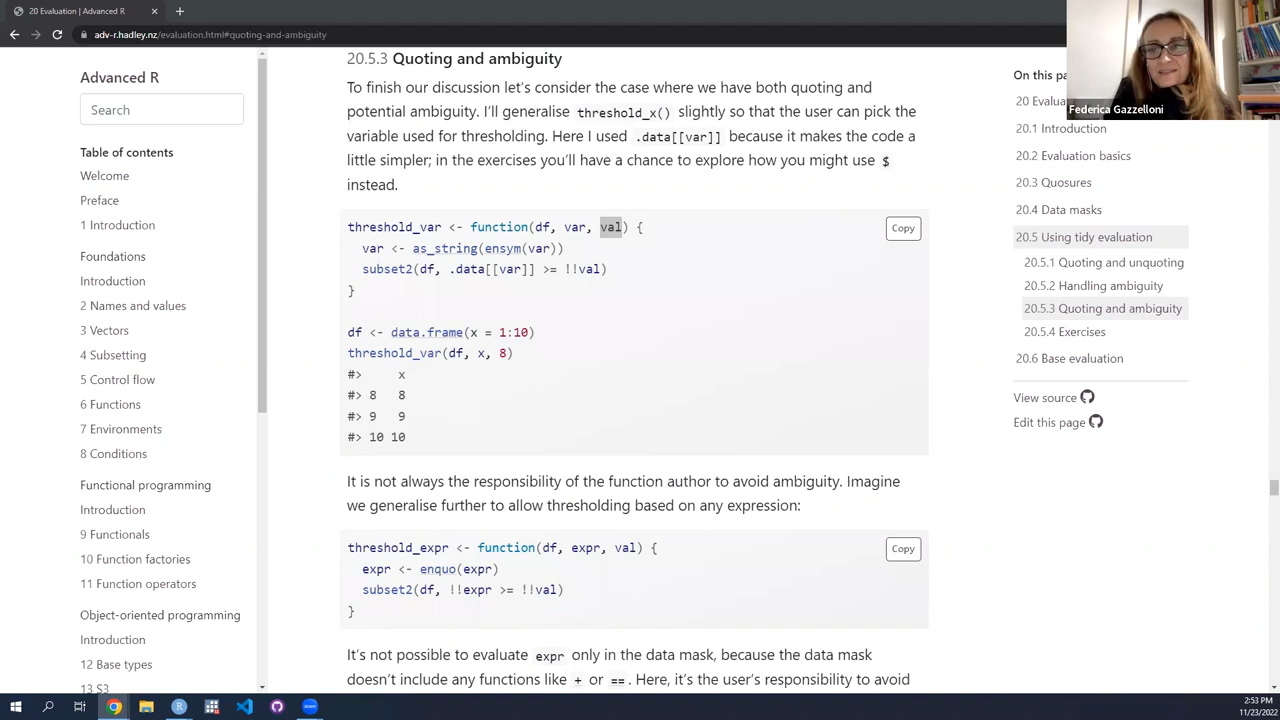 20 Evaluation | Advanced R
adv-r.hadley.nz/evaluation.html#quoting-and-ambiguity
Federica Gazzelloni
Advanced R
Search
Table of contents
Welcome
Preface
1 Introduction
Foundations
Introduction
2 Names and values
3 Vectors
4 Subsetting
5 Control flow
6 Functions
7 Environments
8 Conditions
Functional programming
Introduction
9 Functionals
10 Function factories
11 Function operators
Object-oriented programming
Introduction
12 Base types
13 S3
20.5.3 Quoting and ambiguity
To finish our discussion let's consider the case where we have both quoting and
potential ambiguity. I'll generalise threshold_x() slightly so that the user can pick the
variable used for thresholding. Here I used .data[[var]] because it makes the code a
little simpler; in the exercises you'll have a chance to explore how you might use $
instead.
threshold_var <- function(df, var, val) {
  var <- as_string(ensym(var))
  subset2(df, .data[[var]] >= !!val)
}
df <- data.frame(x = 1:10)
threshold_var(df, x, 8)
#>     x
#> 8   8
#> 9   9
#> 10 10
Copy
It is not always the responsibility of the function author to avoid ambiguity. Imagine
we generalise further to allow thresholding based on any expression:
threshold_expr <- function(df, expr, val) {
  expr <- enquo(expr)
  subset2(df, !!expr >= !!val)
}
Copy
It's not possible to evaluate expr only in the data mask, because the data mask
doesn't include any functions like + or ==. Here, it's the user's responsibility to avoid
On this pa
20 Evalua
20.1 Introduction
20.2 Evaluation basics
20.3 Quosures
20.4 Data masks
20.5 Using tidy evaluation
20.5.1 Quoting and unquoting
20.5.2 Handling ambiguity
20.5.3 Quoting and ambiguity
20.5.4 Exercises
20.6 Base evaluation
View source
Edit this page
zoom
2:53 PM
11/23/2022